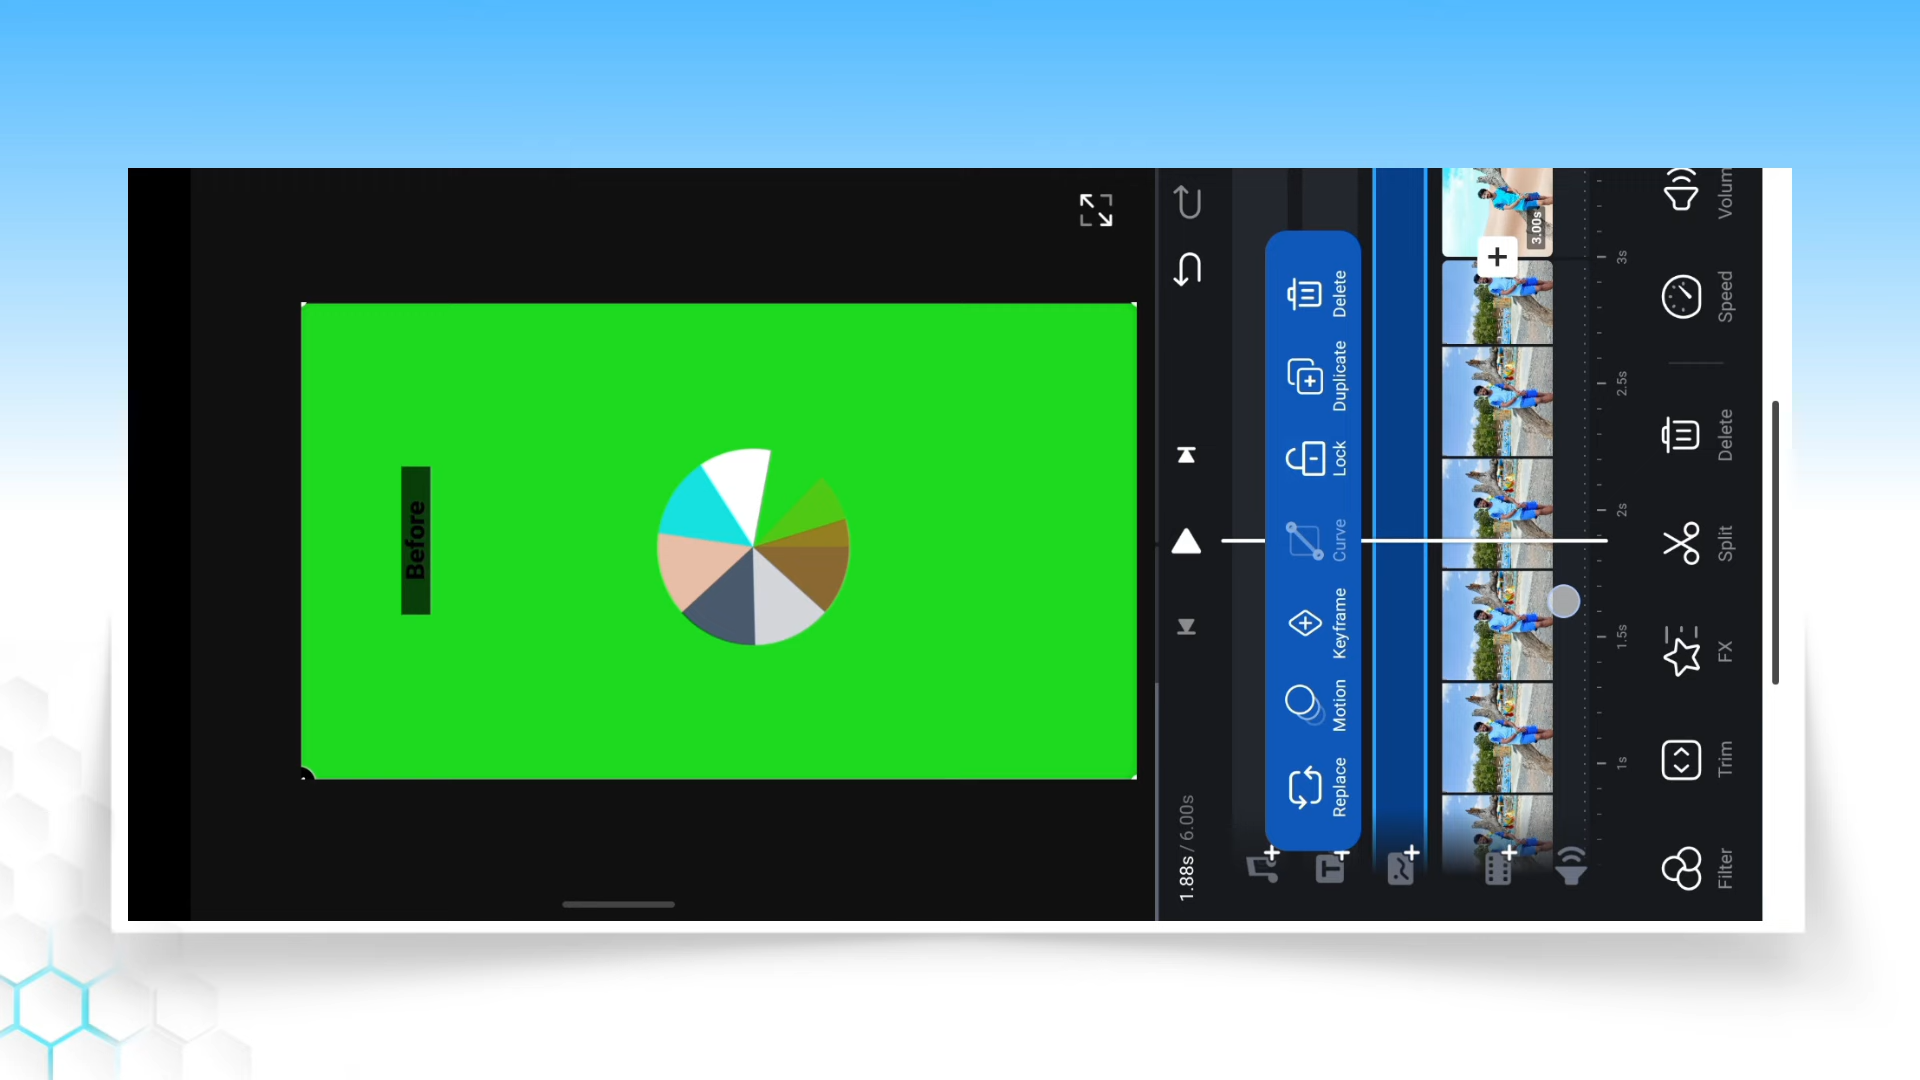 Before
1.88s / 6.00s
Replace
Motion
Keyframe
Curve
Lock
Duplicate
Delete
T
3.00s
1s
1.5s
2s
2.5s
3s
Filter
Trim
FX
Split
Delete
Speed
Volum